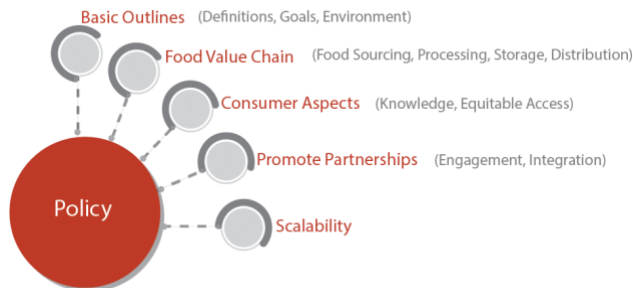 Basic Outlines (Definitions, Goals, Environment)
Food Value Chain (Food Sourcing, Processing, Storage, Distribution)
Consumer Aspects (Knowledge, Equitable Access)
Promote Partnerships (Engagement, Integration)
Policy
Scalability